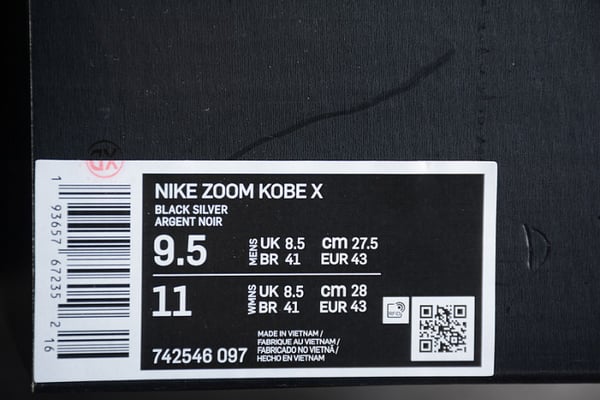 NIKE ZOOM KOBE X
BLACK SILVER
ARGENT NOIR
9.5 MENS UK 8.5 cm 27.5
BR 41 EUR 43
11 WMNS UK 8.5 cm 28
BR 41 EUR 43
742546 097
MADE IN VIETNAM /
FABRIQUE AU VIETNAM /
FABRICADO NO VIETNÃ /
HECHO EN VIETNAM
1 93657 67235 2 16
XD